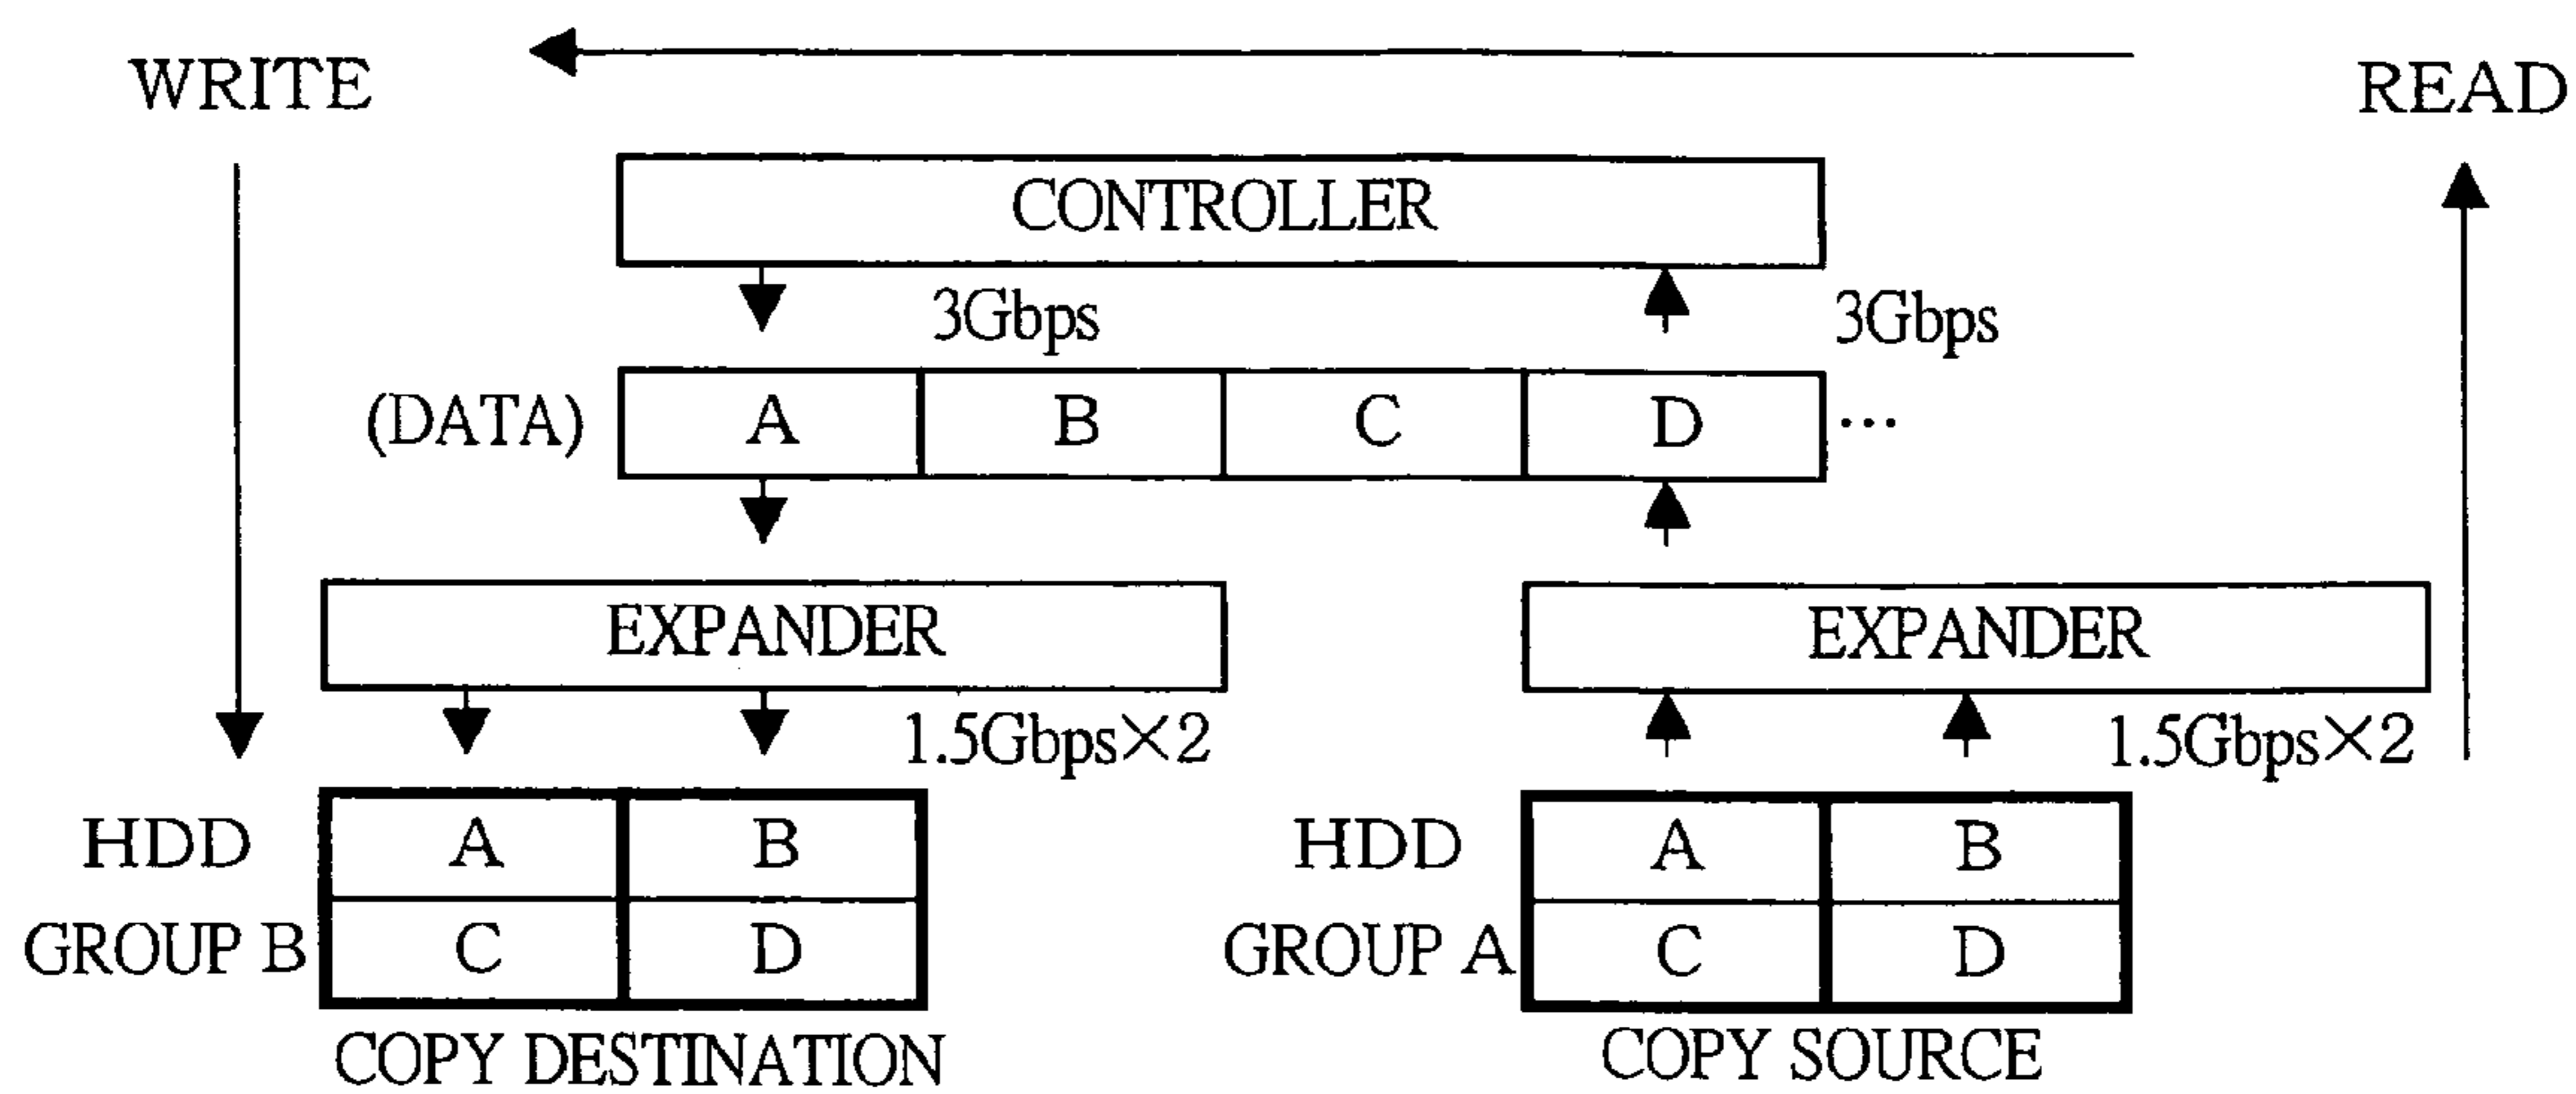 WRITE
READ
CONTROLLER
3Gbps
3Gbps
(DATA) A B C D ...
EXPANDER
EXPANDER
1.5Gbps×2
1.5Gbps×2
HDD A B
GROUP B C D
COPY DESTINATION
HDD A B
GROUP A C D
COPY SOURCE